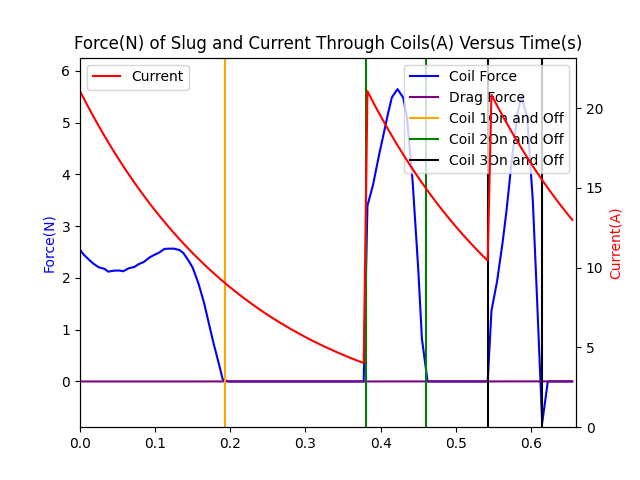 Force(N) of Slug and Current Through Coils(A) Versus Time(s)
Current
Coil Force
Drag Force
Coil 1On and Off
Coil 2On and Off
Coil 3On and Off
Force(N)
6
5
4
3
2
1
0
20
15
10
5
0
Current(A)
0.0 0.1 0.2 0.3 0.4 0.5 0.6